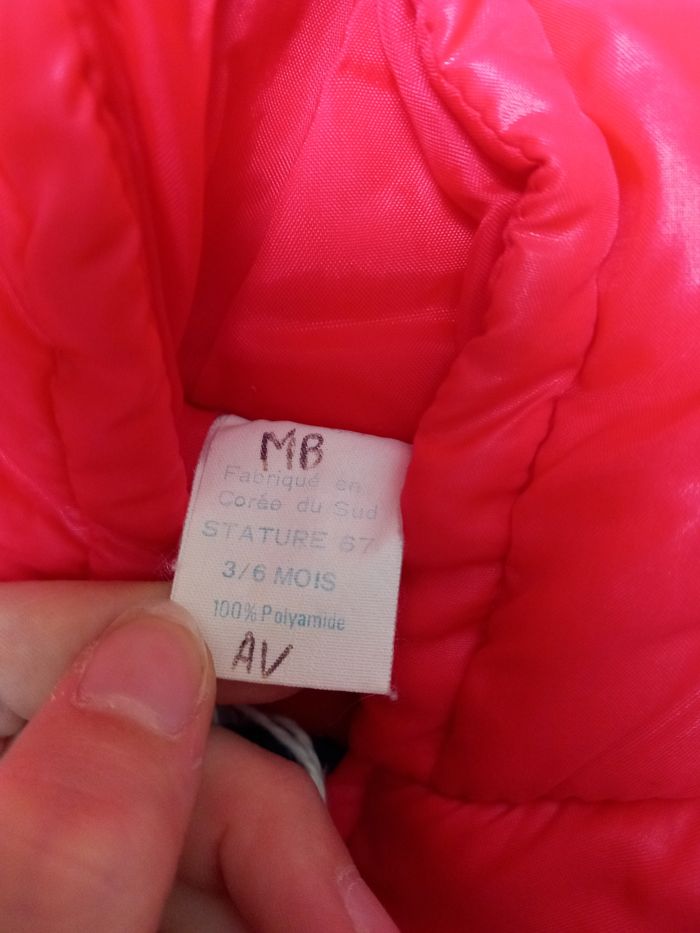 MB
Fabriqué en
Corée du Sud
STATURE 67
3/6 MOIS
100% Polyamide
AV